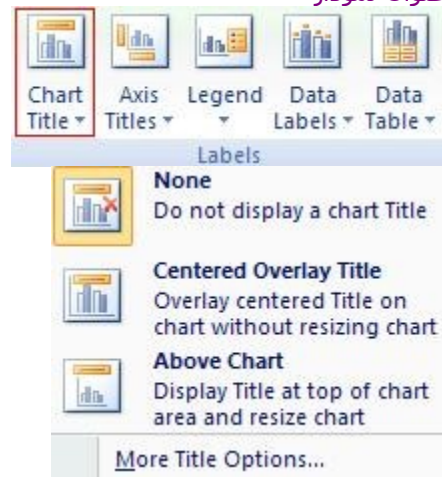 Chart Axis Legend Data Data
Title Titles Labels Table
Labels
None
Do not display a chart Title
Centered Overlay Title
Overlay centered Title on
chart without resizing chart
Above Chart
Display Title at top of chart
area and resize chart
More Title Options...